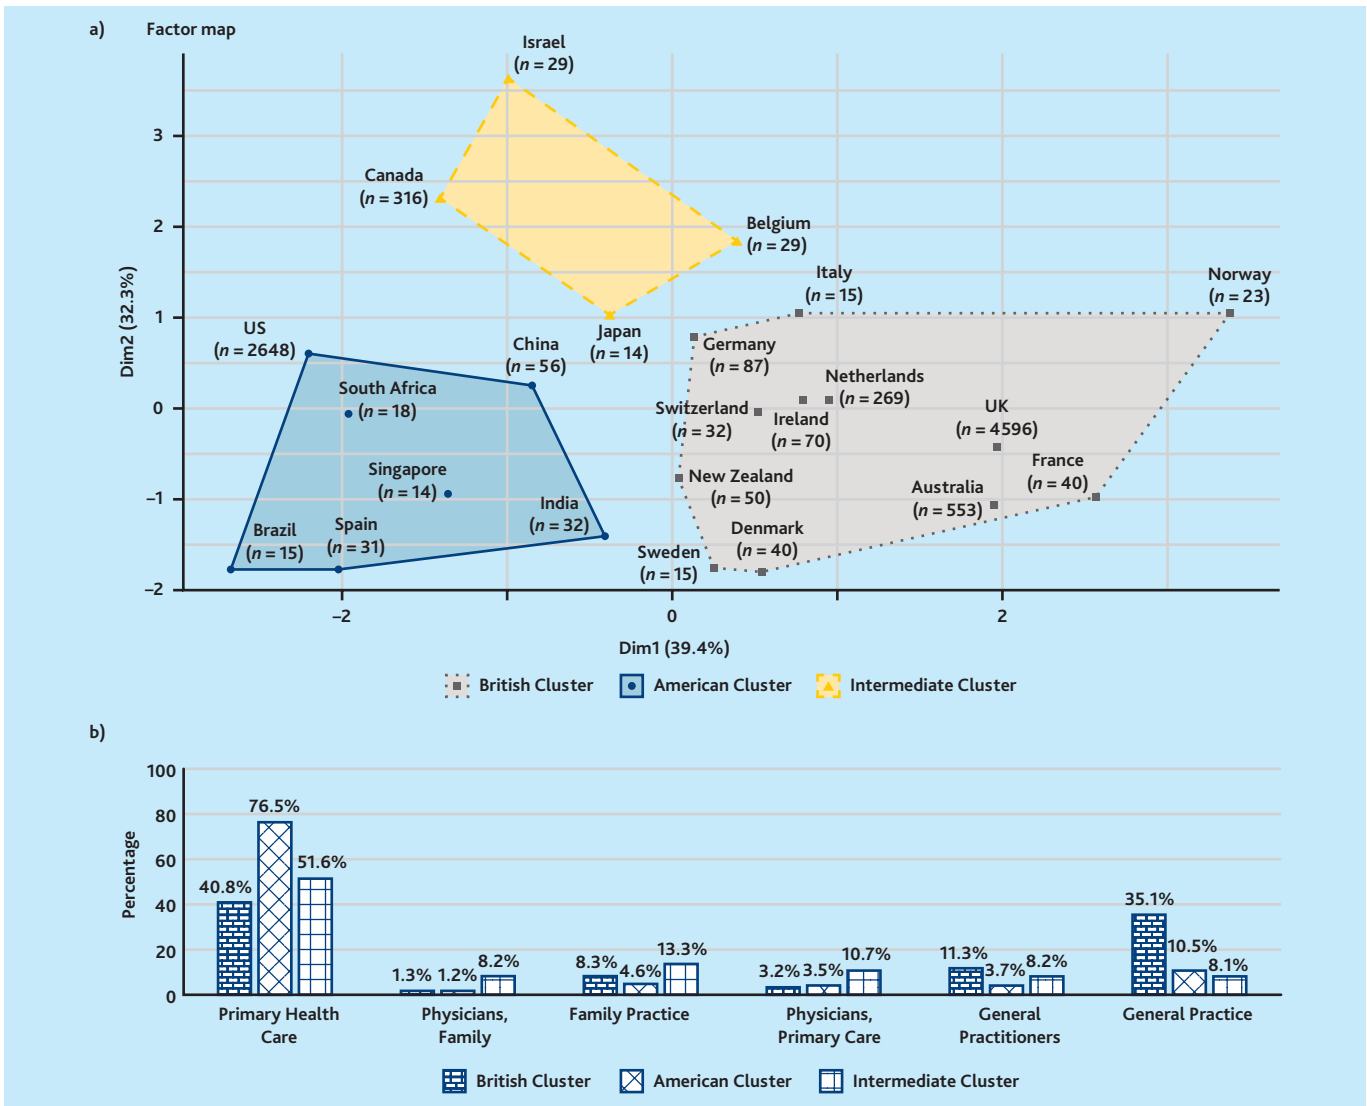 a) Factor map
Israel
(n = 29)
Canada
(n = 316)
Belgium
(n = 29)
Japan
(n = 14)
Italy
(n = 15)
Norway
(n = 23)
US
(n = 2648)
China
(n = 56)
South Africa
(n = 18)
Singapore
(n = 14)
India
(n = 32)
Brazil
(n = 15)
Spain
(n = 31)
Germany
(n = 87)
Netherlands
(n = 269)
Switzerland
(n = 32)
Ireland
(n = 70)
UK
(n = 4596)
France
(n = 40)
New Zealand
(n = 50)
Australia
(n = 553)
Denmark
(n = 40)
Sweden
(n = 15)
Dim2 (32.3%)
3
2
1
0
−1
−2
−2 0 2
Dim1 (39.4%)
British Cluster American Cluster Intermediate Cluster
b)
Percentage
100
80
60
40
20
0
40.8% 76.5% 51.6%
1.3% 1.2% 8.2%
8.3% 4.6% 13.3%
3.2% 3.5% 10.7%
11.3% 3.7% 8.2%
35.1% 10.5% 8.1%
Primary Health
Care
Physicians,
Family
Family Practice
Physicians,
Primary Care
General
Practitioners
General Practice
British Cluster American Cluster Intermediate Cluster